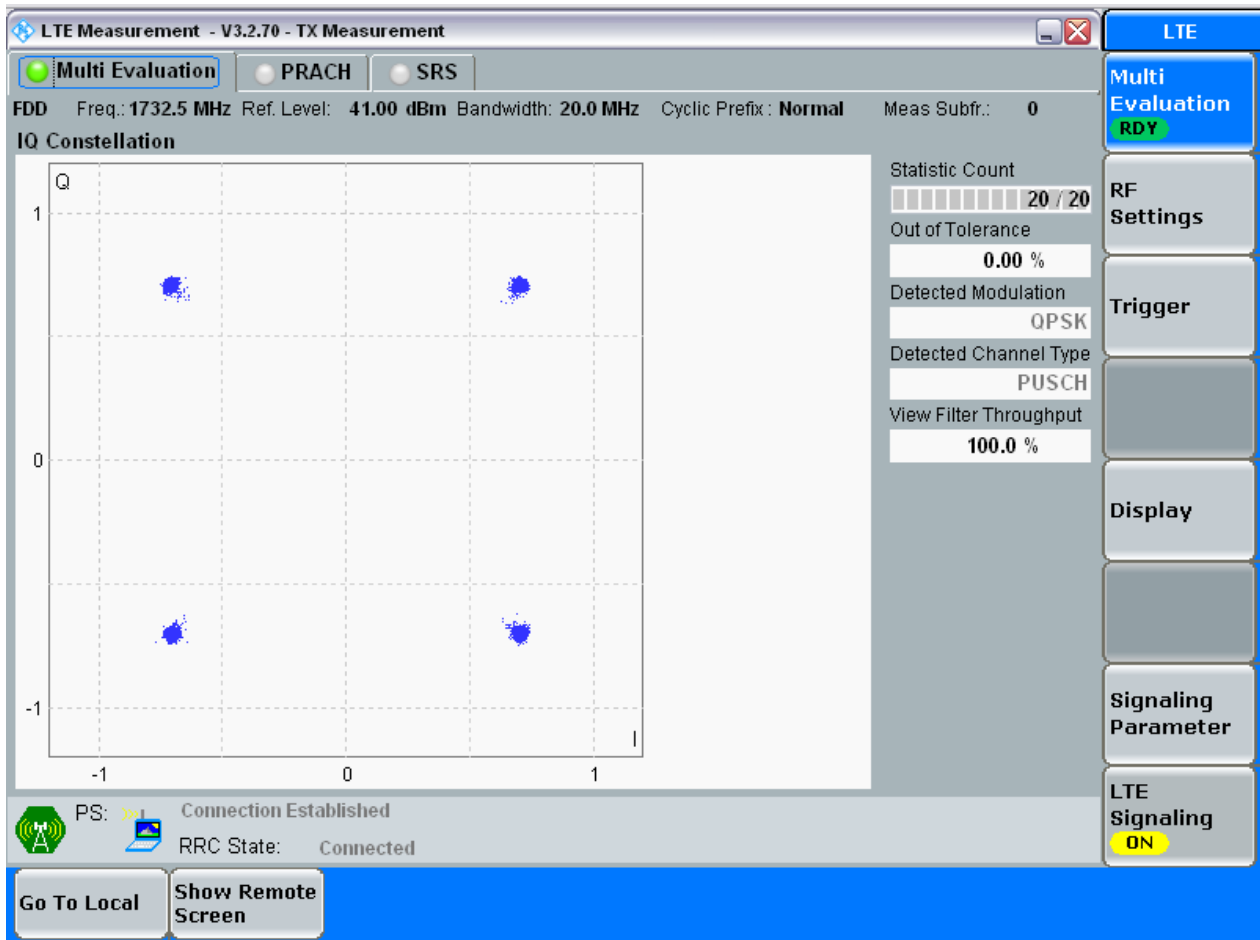 LTE Measurement - V3.2.70 - TX Measurement
LTE
Multi Evaluation PRACH SRS
Multi
Evaluation
RDY
FDD Freq.: 1732.5 MHz Ref. Level: 41.00 dBm Bandwidth: 20.0 MHz Cyclic Prefix : Normal Meas Subfr.: 0
IQ Constellation
Q
1
0
-1
I
-1 0 1
Statistic Count
20 / 20
Out of Tolerance
0.00 %
Detected Modulation
QPSK
Detected Channel Type
PUSCH
View Filter Throughput
100.0 %
RF
Settings
Trigger
Display
Signaling
Parameter
LTE
Signaling
ON
PS: Connection Established
RRC State: Connected
Go To Local
Show Remote
Screen